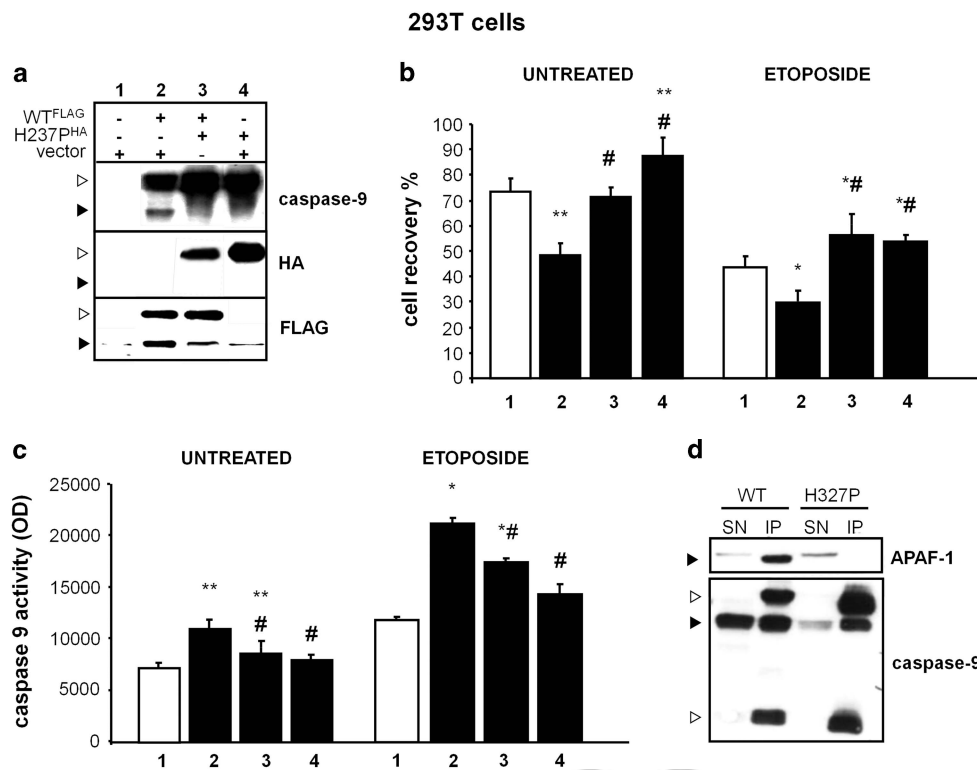 293T cells
a
1 2 3 4
WTFLAG - + + -
H237PHA - - + +
vector + + - +
caspase-9
HA
FLAG
b
UNTREATED ETOPOSIDE
cell recovery %
100
90
80
70
60
50
40
30
20
10
0
** # ** # * *# *#
1 2 3 4 1 2 3 4
c
UNTREATED ETOPOSIDE
caspase 9 activity (OD)
25000
20000
15000
10000
5000
0
** ** # # * *# #
1 2 3 4 1 2 3 4
d
WT H327P
SN IP SN IP
APAF-1
caspase-9